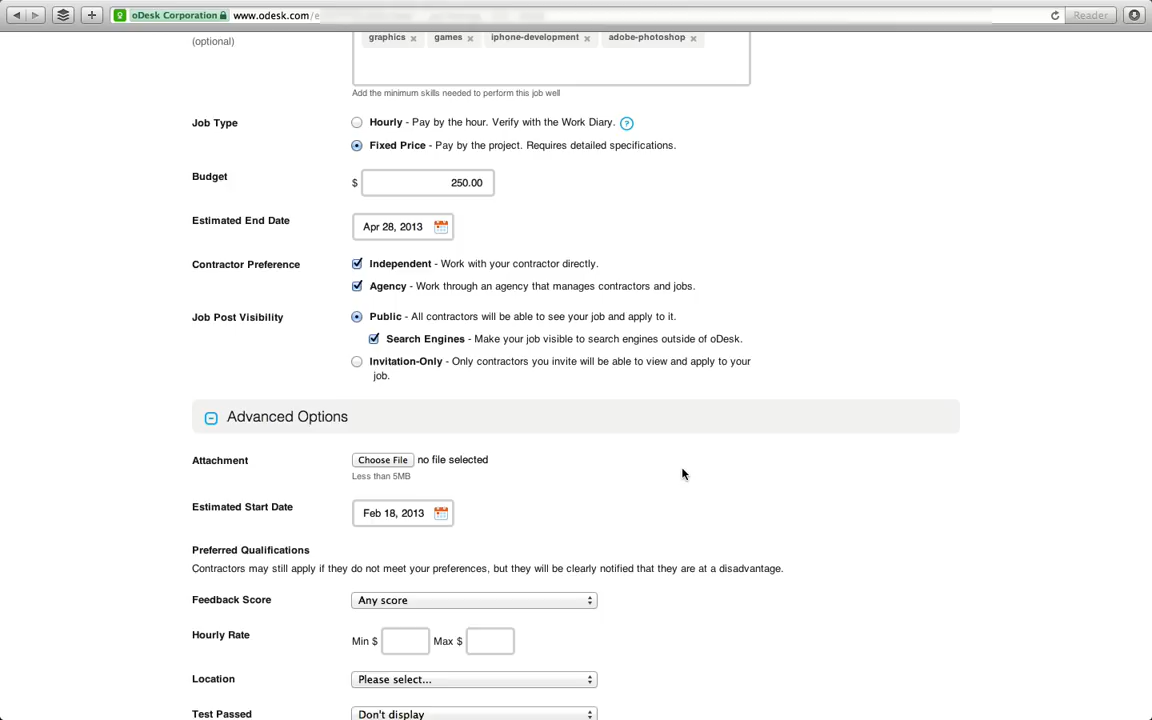 oDesk Corporation www.odesk.com/e Reader
(optional) graphics × games × iphone-development × adobe-photoshop ×
Add the minimum skills needed to perform this job well
Job Type Hourly - Pay by the hour. Verify with the Work Diary. ?
Fixed Price - Pay by the project. Requires detailed specifications.
Budget $ 250.00
Estimated End Date Apr 28, 2013
Contractor Preference Independent - Work with your contractor directly.
Agency - Work through an agency that manages contractors and jobs.
Job Post Visibility Public - All contractors will be able to see your job and apply to it.
Search Engines - Make your job visible to search engines outside of oDesk.
Invitation-Only - Only contractors you invite will be able to view and apply to your
job.
Advanced Options
Attachment Choose File no file selected
Less than 5MB
Estimated Start Date Feb 18, 2013
Preferred Qualifications
Contractors may still apply if they do not meet your preferences, but they will be clearly notified that they are at a disadvantage.
Feedback Score Any score
Hourly Rate Min $ Max $
Location Please select...
Test Passed Don't display